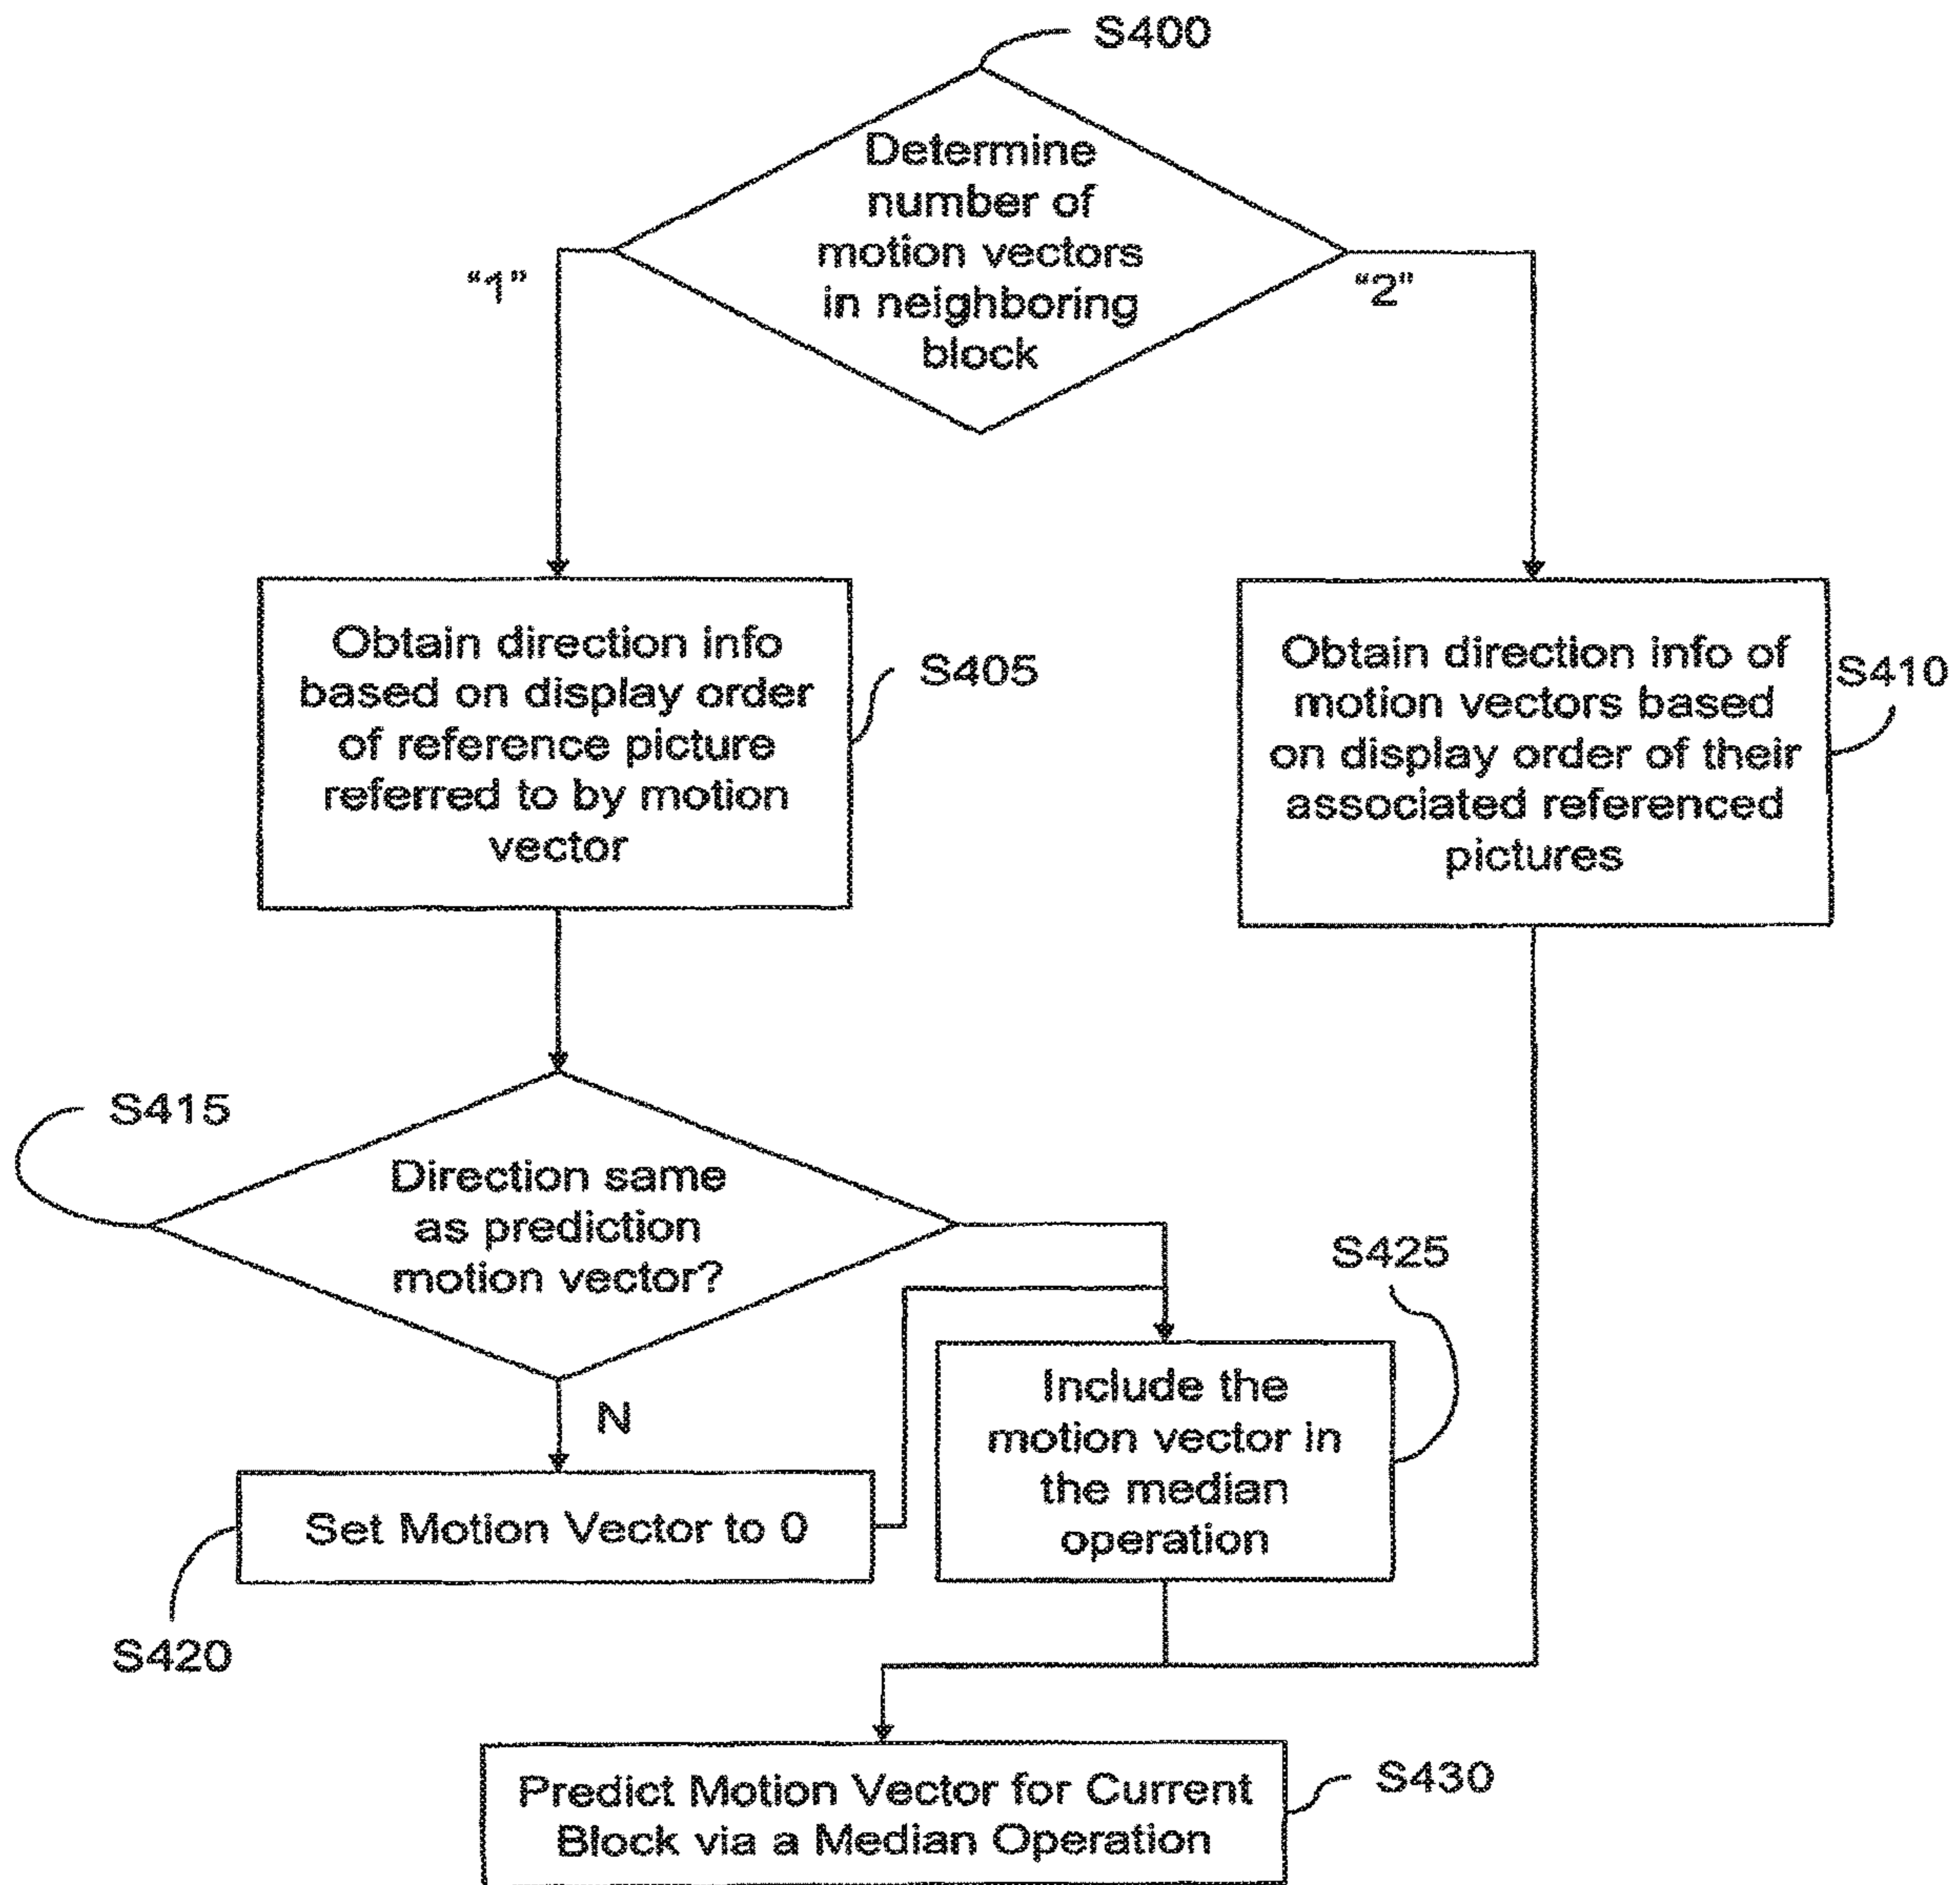 S400
Determine
number of
motion vectors
in neighboring
block
"1"
"2"
Obtain direction info
based on display order
of reference picture
referred to by motion
vector
S405
Obtain direction info of
motion vectors based
on display order of their
associated referenced
pictures
S410
S415
Direction same
as prediction
motion vector?
S425
N
Include the
motion vector in
the median
operation
Set Motion Vector to 0
S420
Predict Motion Vector for Current
Block via a Median Operation
S430